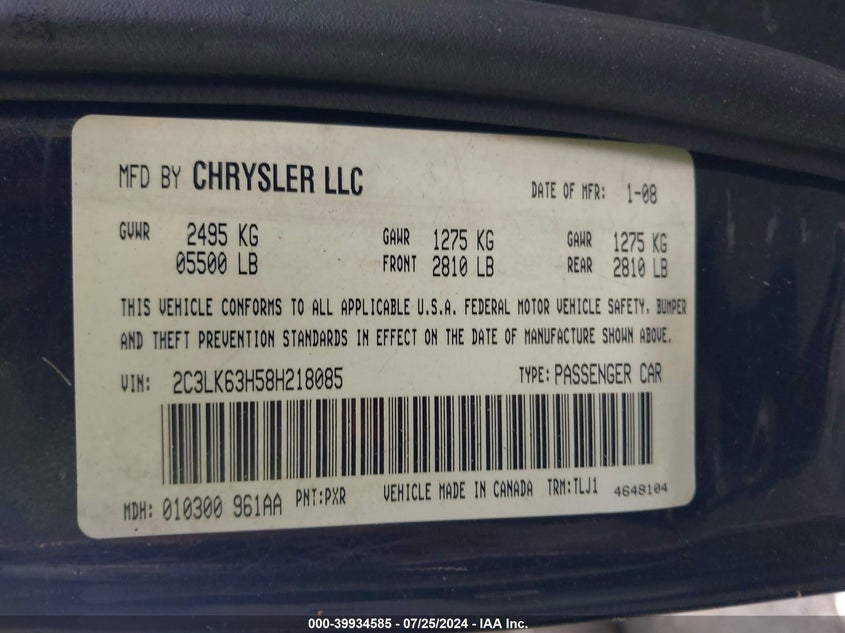 MFD BY CHRYSLER LLC DATE OF MFR: 1-08
GVWR 2495 KG GAWR 1275 KG GAWR 1275 KG
05500 LB FRONT 2810 LB REAR 2810 LB
THIS VEHICLE CONFORMS TO ALL APPLICABLE U.S.A. FEDERAL MOTOR VEHICLE SAFETY, BUMPER
AND THEFT PREVENTION STANDARDS IN EFFECT ON THE DATE OF MANUFACTURE SHOWN ABOVE.
VIN: 2C3LK63H58H218085 TYPE: PASSENGER CAR
MDH: 010300 961AA PNT:PXR VEHICLE MADE IN CANADA TRM:TLJ1 4648104
000-39934585 - 07/25/2024 - IAA Inc.